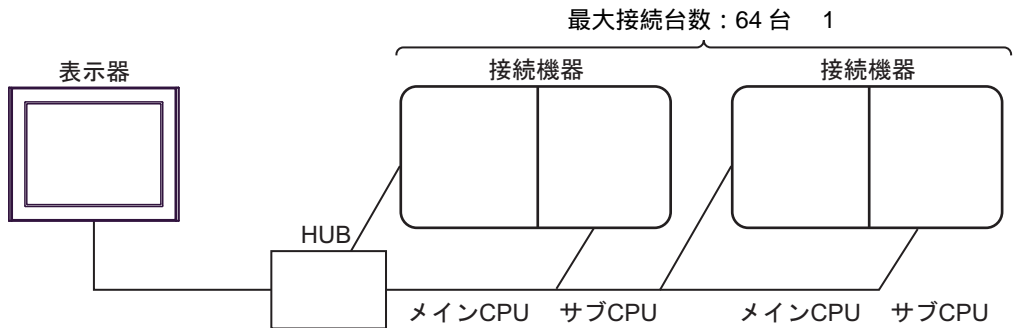 最大接続台数：64 台 1
表示器
接続機器
接続機器
HUB
メインCPU サブCPU メインCPU サブCPU